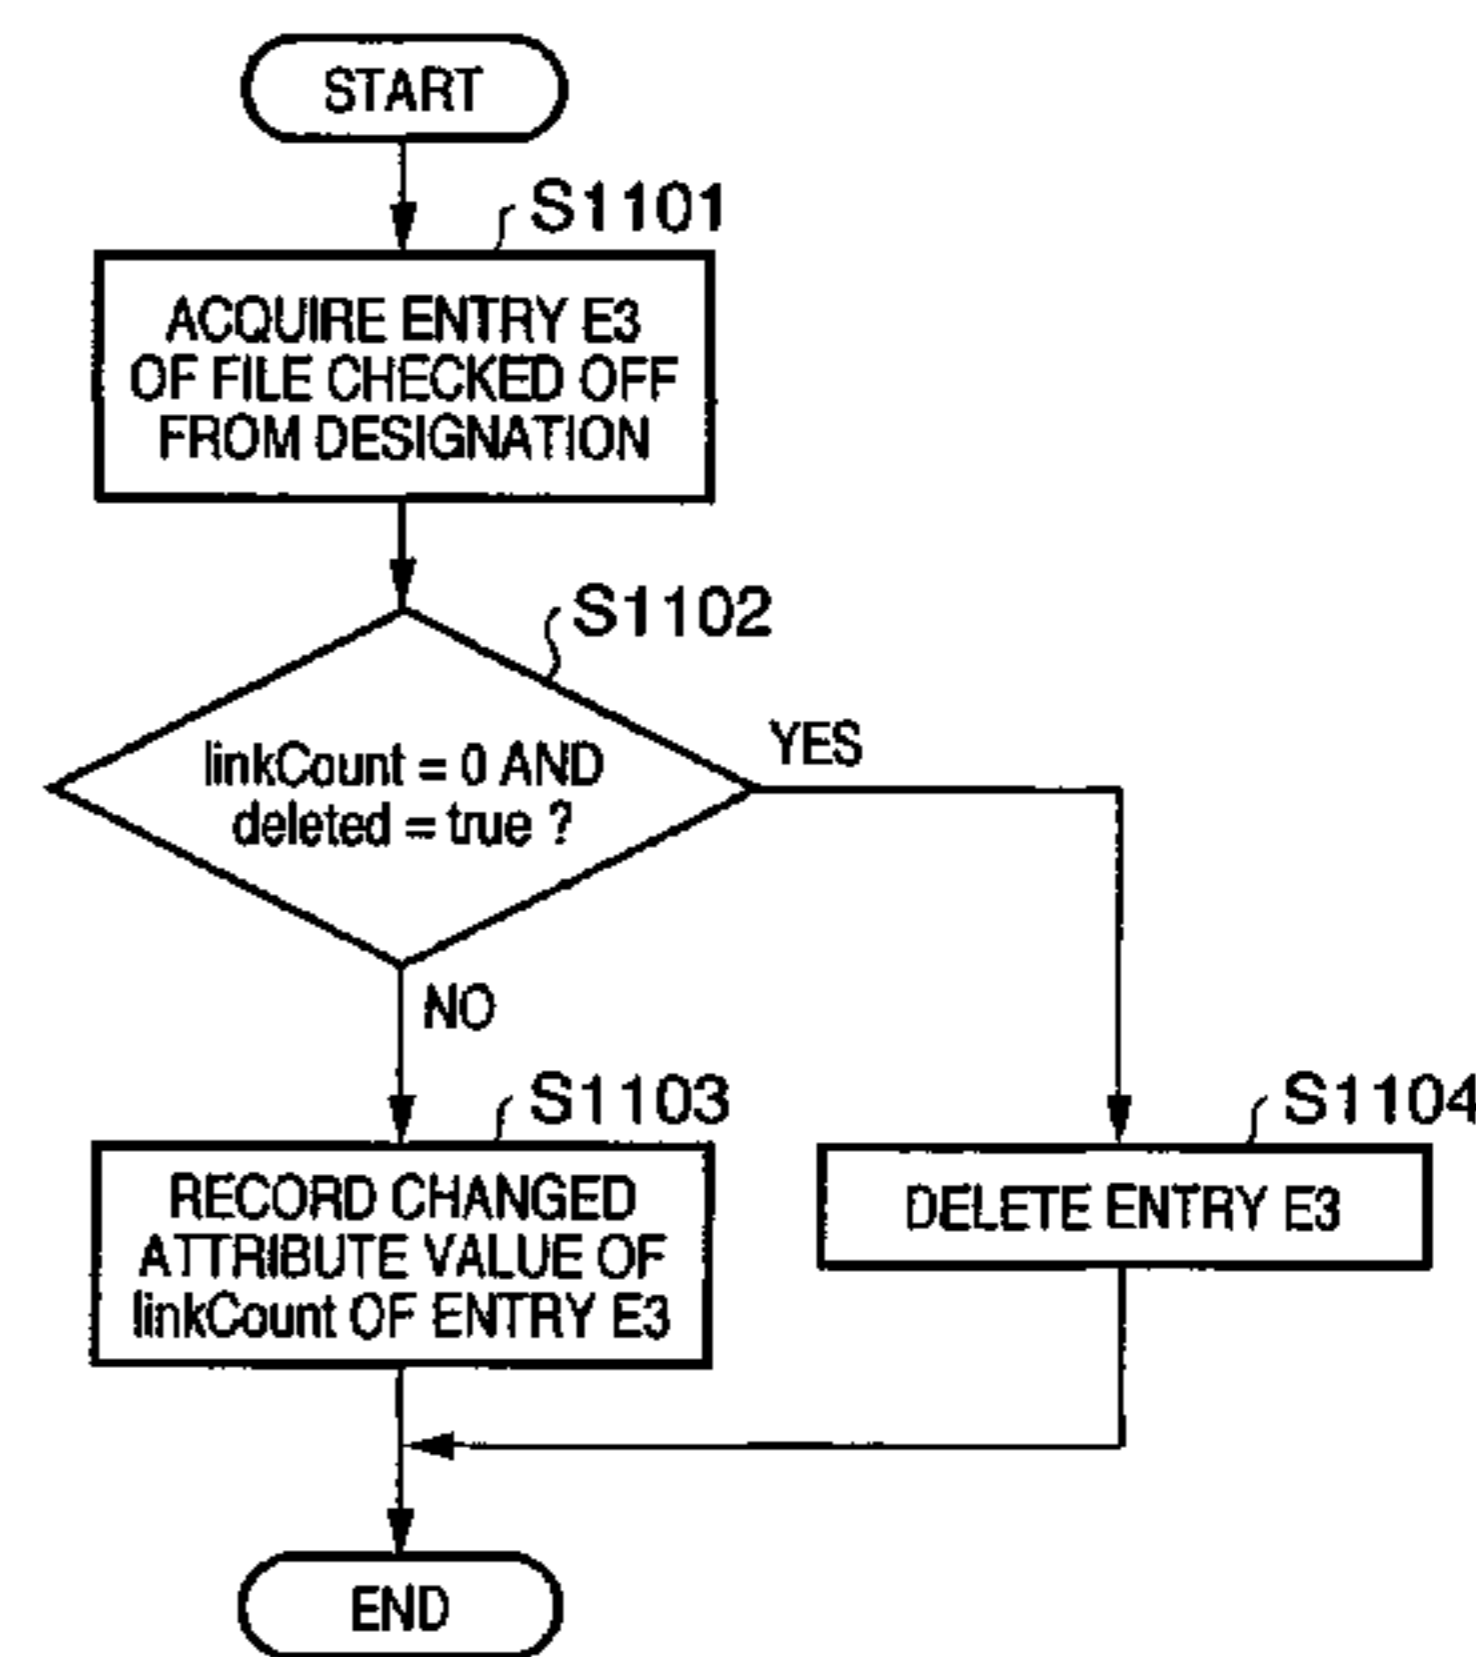 START
S1101
ACQUIRE ENTRY E3
OF FILE CHECKED OFF
FROM DESIGNATION
S1102
linkCount = 0 AND
deleted = true ?
YES
NO
S1103
RECORD CHANGED
ATTRIBUTE VALUE OF
linkCount OF ENTRY E3
S1104
DELETE ENTRY E3
END